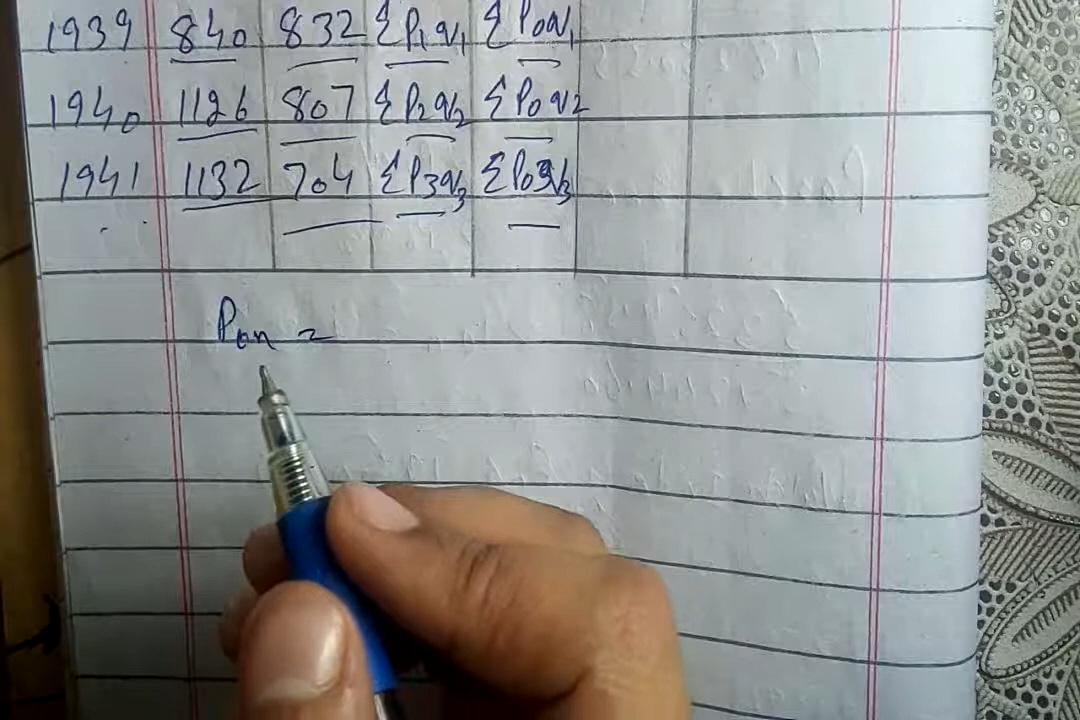 1939 840 832 ΣP₁q₁ ΣP₀q₁
1940 1126 807 ΣP₂q₂ ΣP₀q₂
1941 1132 704 ΣP₃q₃ ΣP₀q₃
P₀n =